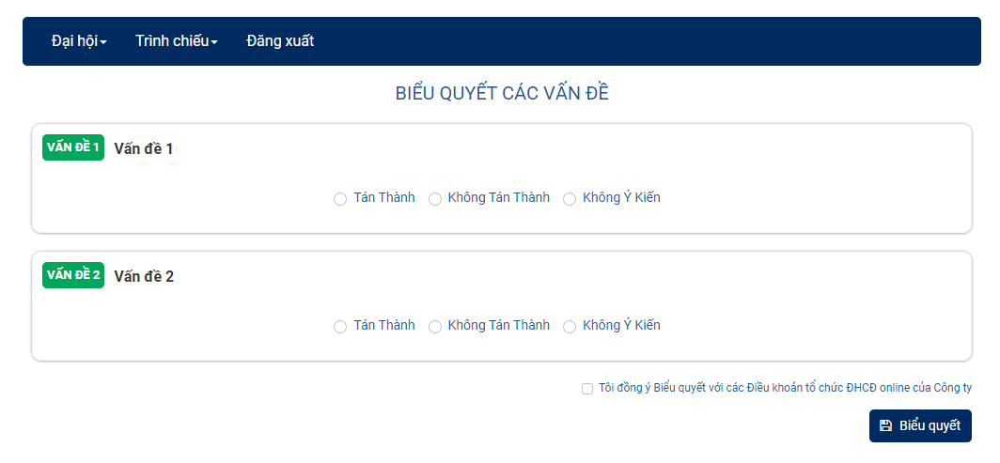 Đại hội Trình chiếu Đăng xuất
BIỂU QUYẾT CÁC VẤN ĐỀ
VẤN ĐỀ 1 Vấn đề 1
Tán Thành Không Tán Thành Không Ý Kiến
VẤN ĐỀ 2 Vấn đề 2
Tán Thành Không Tán Thành Không Ý Kiến
Tôi đồng ý Biểu quyết với các Điều khoản tổ chức ĐHCĐ online của Công ty
Biểu quyết